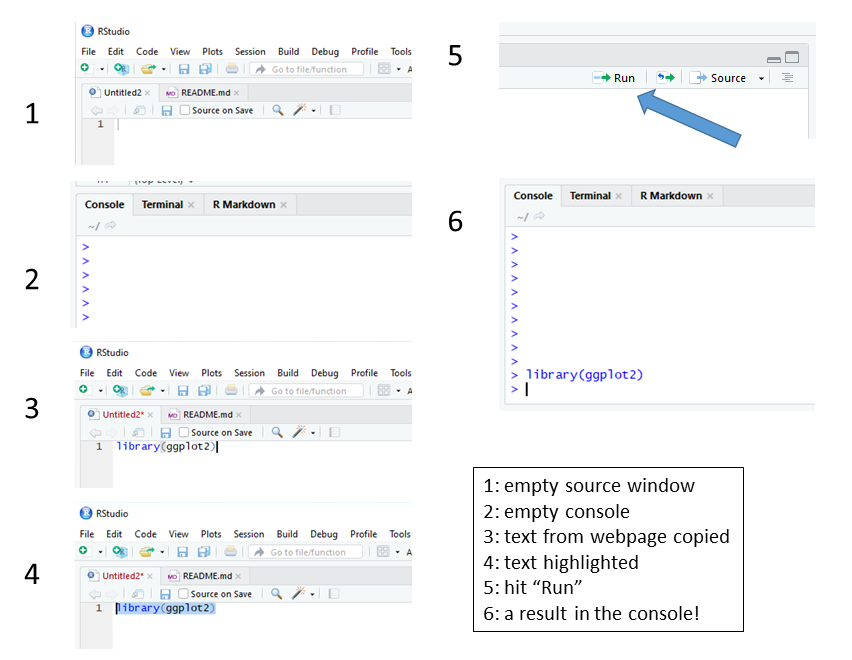 1
RStudio
File Edit Code View Plots Session Build Debug Profile Tools
Go to file/function A
Untitled2 × MD README.md ×
Source on Save
1
2
Console Terminal × R Markdown ×
~/
>
>
>
>
>
>
3
RStudio
File Edit Code View Plots Session Build Debug Profile Tools
Go to file/function A
Untitled2* × MD README.md ×
Source on Save
1 library(ggplot2)
4
RStudio
File Edit Code View Plots Session Build Debug Profile Tools
Go to file/function A
Untitled2* × MD README.md ×
Source on Save
1 library(ggplot2)
5
Run Source
6
Console Terminal × R Markdown ×
~/
>
>
>
>
>
>
>
>
>
>
> library(ggplot2)
>
1: empty source window
2: empty console
3: text from webpage copied
4: text highlighted
5: hit “Run”
6: a result in the console!